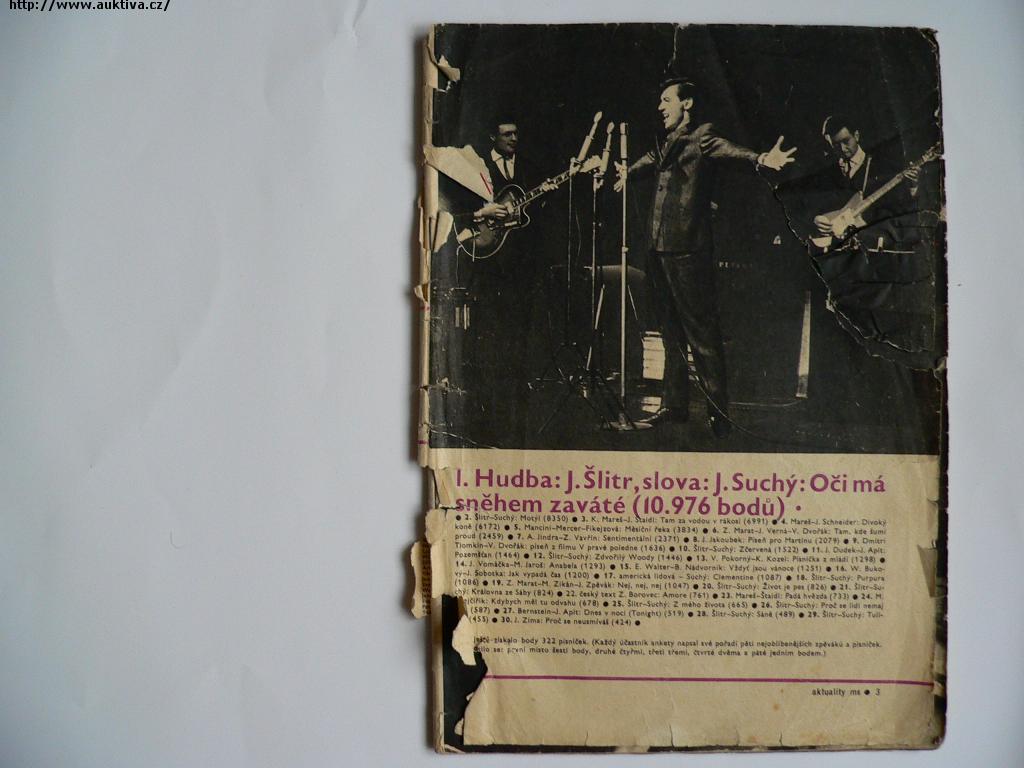 http://www.auktiva.cz/
1. Hudba: J. Šlitr, slova: J. Suchý: Oči má
sněhem zaváté (10.976 bodů) •
● 2. Šlitr-Suchý: Motýl (8350) ● 3. K. Mareš-J. Štaidl: Tam za vodou v rákosí (6991) ● 4. Mareš-J. Schneider: Divoký
koně (6172) ● 5. Mancini-Mercer-Fikejzová: Měsíční řeka (3834) ● 6. Z. Marat-J. Verná-V. Dvořák: Tam, kde šumí
proud (2459) ● 7. A. Jindra-Z. Vavřín: Sentimentální (2371) ● 8. J. Jakoubek: Píseň pro Martinu (2079) ● 9. Dmitri
Tiomkin-V. Dvořák: píseň z filmu V pravé poledne (1636) ● 10. Šlitr-Suchý: Zčervená (1522) ● 11. J. Dudek-J. Apit:
Pozemšťan (1464) ● 12. Šlitr-Suchý: Zdvořilý Woody (1446) ● 13. V. Pokorný-K. Kozel: Písnička z mládí (1298) ●
14. J. Vomáčka-M. Jaroš: Anabela (1293) ● 15. E. Walter-B. Nádvorník: Vždyť jsou vánoce (1251) ● 16. VV. Buko-
vý-J. Sobotka: Jak vypadá čas (1200) ● 17. americká lidová - Suchý: Clementine (1087) ● 18. Šlitr-Suchý: Purpura
(1086) ● 19. Z. Marat-M. Zikán-J. Zpěvák: Nej, nej, nej (1047) ● 20. Šlitr-Suchý: Život je pes (826) ● 21. Šlitr-Su-
chý: Královna ze Sáby (824) ● 22. český text Z. Borovec: Amore (761) ● 23. Mareš-Štaidl: Padá hvězda (733) ● 24. M.
jčířík: Kdybych měl tu odvahu (678) ● 25. Šlitr-Suchý: Z mého života (665) ● 26. Šlitr-Suchý: Proč se lidi nemaj
(587) ● 27. Bernstein-J. Apit: Dnes v noci (Tonight) (519) ● 28. Šlitr-Suchý: Sáně (489) ● 29. Šlitr-Suchý: Tuli-
(455) ● 30. J. Zíma: Proč se neusmíváš (424) ●
ještě získalo body 322 písniček. (Každý účastník ankety napsal své pořadí pěti nejoblíbenějších zpěváků a písniček.
ilo se: první místo šesti body, druhé čtyřmi, třetí třemi, čtvrté dvěma a páté jedním bodem.)
aktuality ms ● 3